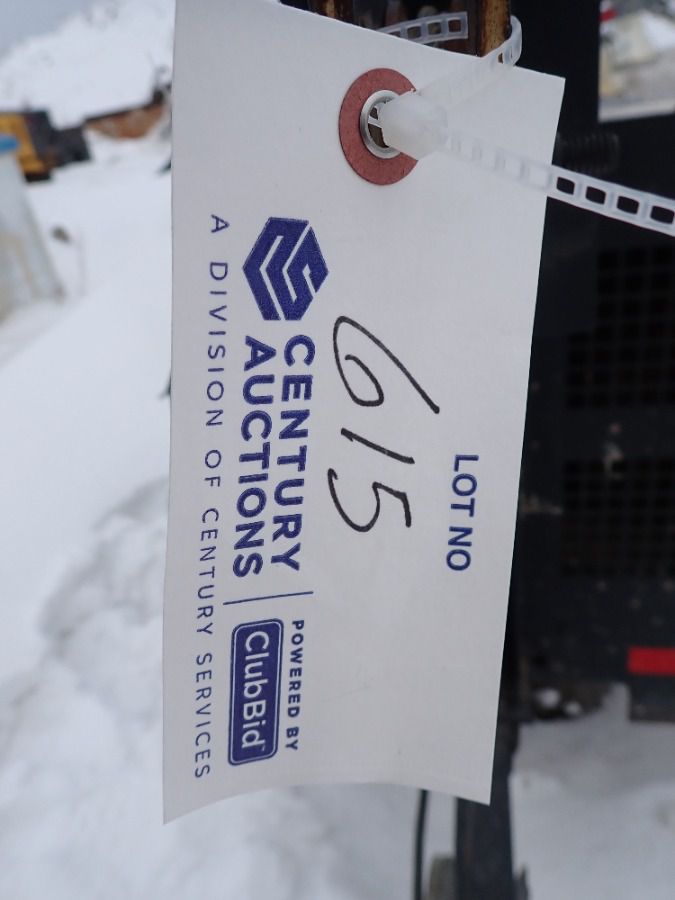 LOT NO
615
CENTURY
AUCTIONS
POWERED BY
ClubBid
A DIVISION OF CENTURY SERVICES